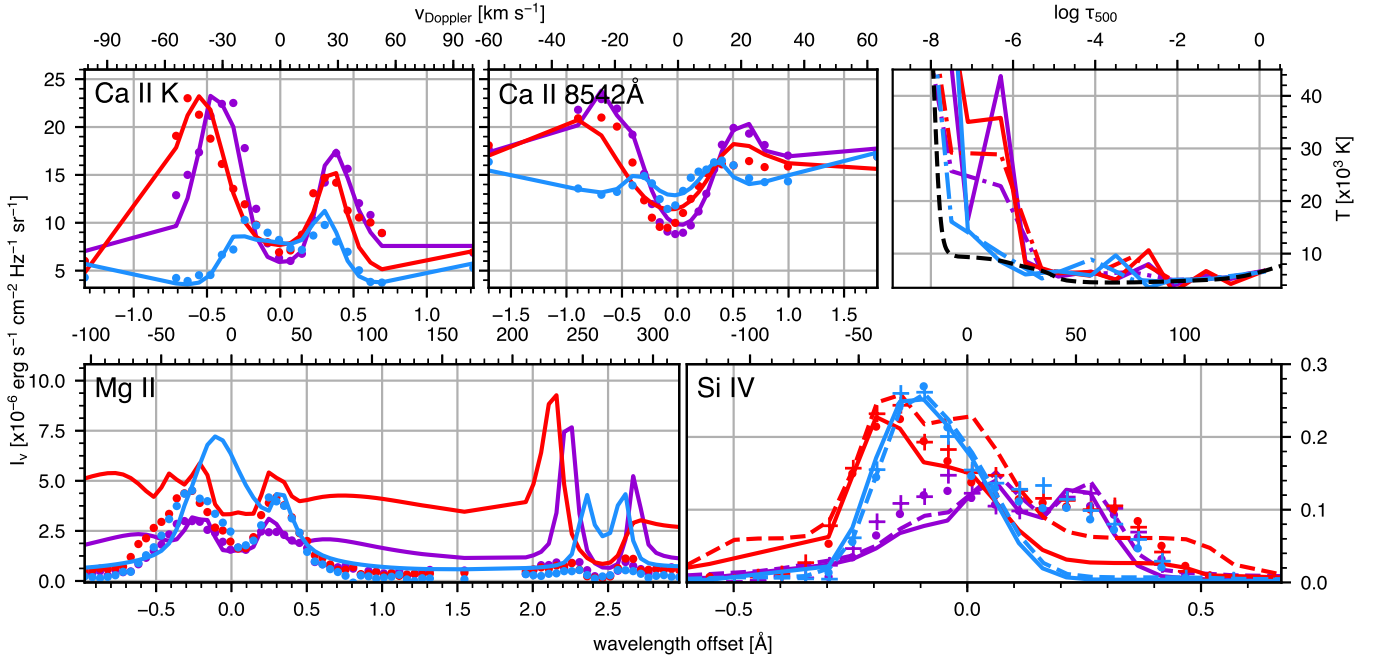 v_Doppler [km s⁻¹]
log τ₅₀₀
-90 -60 -30 0 30 60 90
-60 -40 -20 0 20 40 60
-8 -6 -4 -2 0
Ca II K
Ca II 8542Å
25
20
15
10
5
40
30
20
10
T [x10³ K]
−1.0 −0.5 0.0 0.5 1.0
−1.5 −1.0 −0.5 0.0 0.5 1.0 1.5
I_ν [x10⁻⁶ erg s⁻¹ cm⁻² Hz⁻¹ sr⁻¹]
-100 -50 0 50 100 150 200 250 300
-100 -50 0 50 100
Mg II
Si IV
10.0
7.5
5.0
2.5
0.0
0.3
0.2
0.1
0.0
−0.5 0.0 0.5 1.0 1.5 2.0 2.5
−0.5 0.0 0.5
wavelength offset [Å]